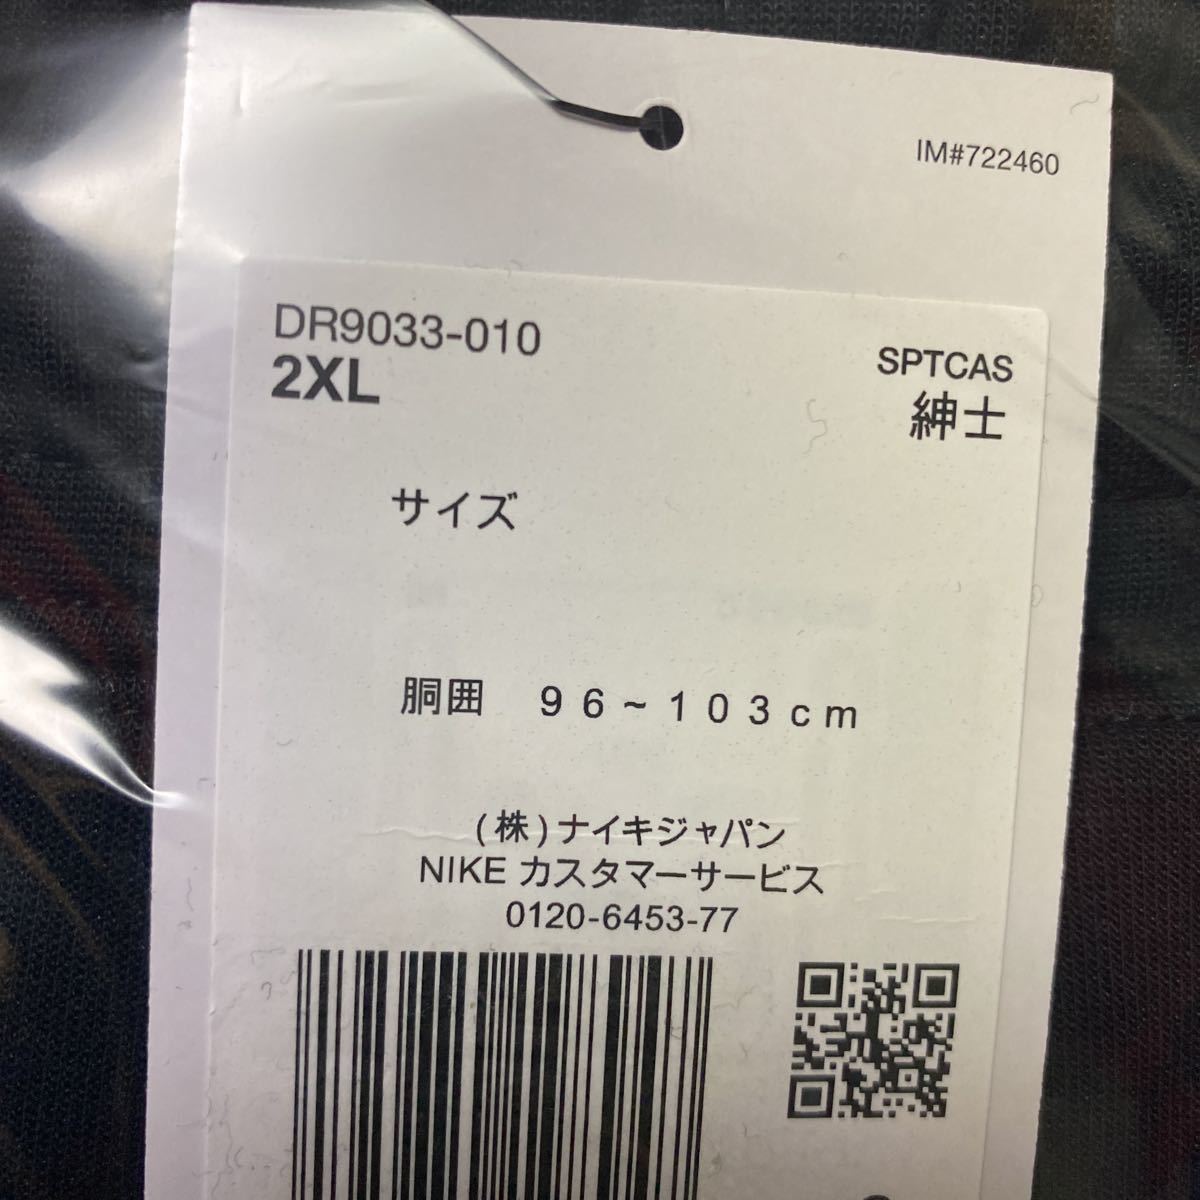 IM#722460
DR9033-010
2XL
SPTCAS
紳士
サイズ
胴囲 96~103cm
(株)ナイキジャパン
NIKE カスタマーサービス
0120-6453-77